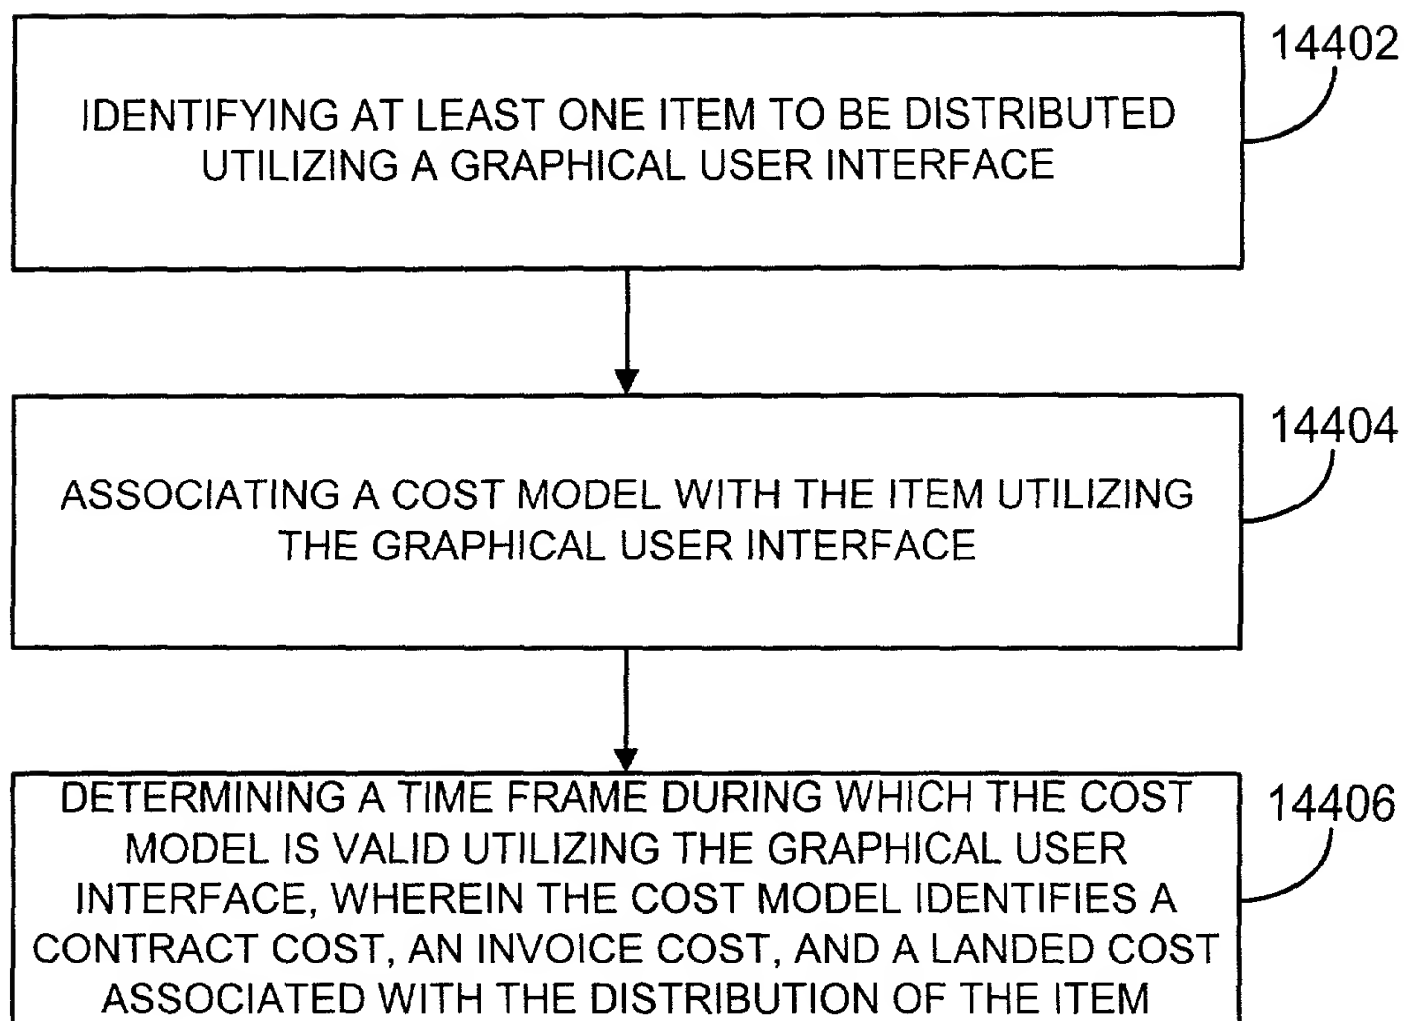 14402
IDENTIFYING AT LEAST ONE ITEM TO BE DISTRIBUTED
UTILIZING A GRAPHICAL USER INTERFACE
14404
ASSOCIATING A COST MODEL WITH THE ITEM UTILIZING
THE GRAPHICAL USER INTERFACE
14406
DETERMINING A TIME FRAME DURING WHICH THE COST
MODEL IS VALID UTILIZING THE GRAPHICAL USER
INTERFACE, WHEREIN THE COST MODEL IDENTIFIES A
CONTRACT COST, AN INVOICE COST, AND A LANDED COST
ASSOCIATED WITH THE DISTRIBUTION OF THE ITEM